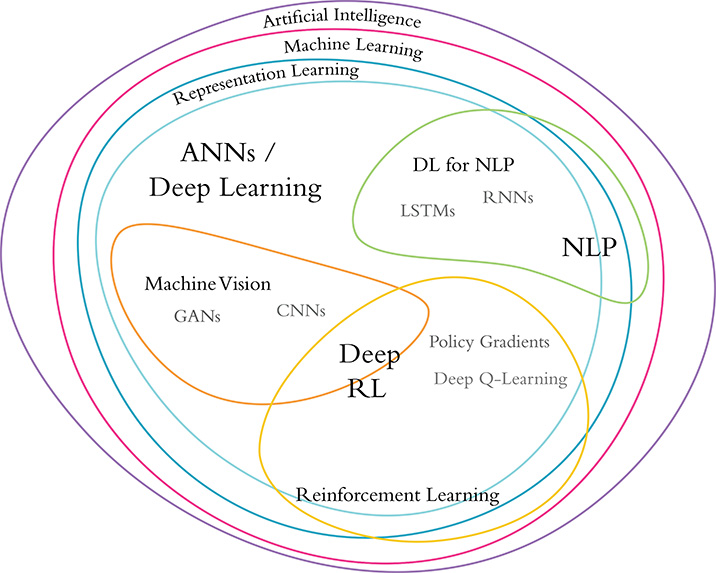 Artificial Intelligence
Machine Learning
Representation Learning
ANNs /
Deep Learning
DL for NLP
LSTMs
RNNs
NLP
Machine Vision
GANs
CNNs
Deep
RL
Policy Gradients
Deep Q-Learning
Reinforcement Learning